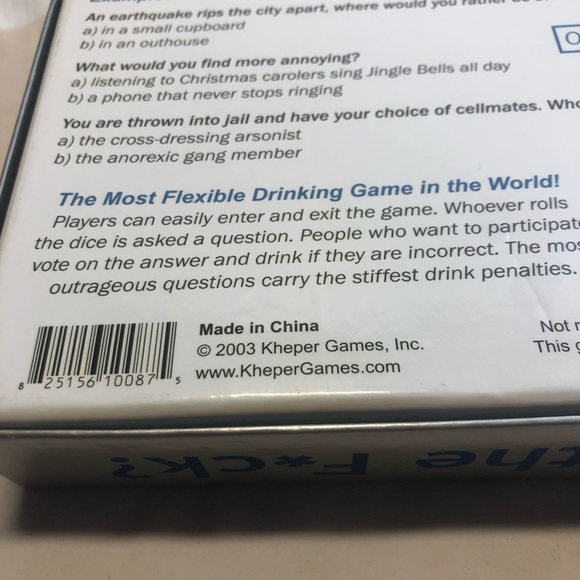 An earthquake rips the city apart, where would you rather be
a) in a small cupboard
b) in an outhouse
What would you find more annoying?
a) listening to Christmas carolers sing Jingle Bells all day
b) a phone that never stops ringing
You are thrown into jail and have your choice of cellmates.
a) the cross-dressing arsonist
b) the anorexic gang member
The Most Flexible Drinking Game in the World!
Players can easily enter and exit the game. Whoever rolls
the dice is asked a question. People who want to participate
vote on the answer and drink if they are incorrect. The
outrageous questions carry the stiffest drink penalties.
Made in China
Not
© 2003 Kheper Games, Inc.
This
www.KheperGames.com
8 25156 10087 5
the F*ck?